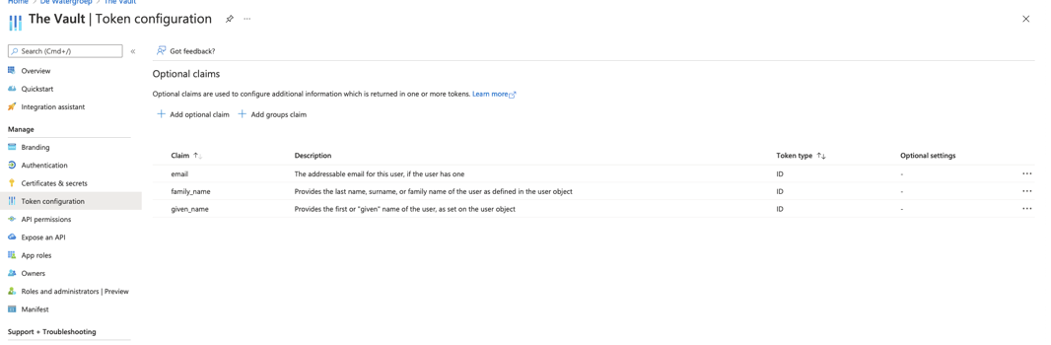 Home > De Watergroep > The Vault
The Vault | Token configuration
Search (Cmd+/)
Got feedback?
Overview
Quickstart
Integration assistant
Manage
Branding
Authentication
Certificates & secrets
Token configuration
API permissions
Expose an API
App roles
Owners
Roles and administrators | Preview
Manifest
Support + Troubleshooting
Optional claims
Optional claims are used to configure additional information which is returned in one or more tokens. Learn more
Add optional claim Add groups claim
Claim Description Token type Optional settings
email The addressable email for this user, if the user has one ID -
family_name Provides the last name, surname, or family name of the user as defined in the user object ID -
given_name Provides the first or "given" name of the user, as set on the user object ID -